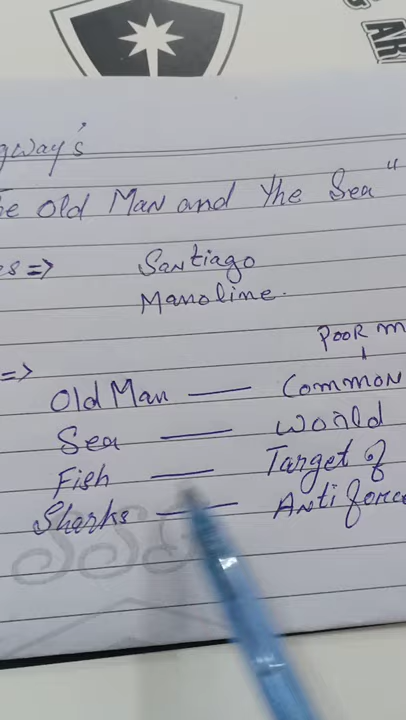 gway's
e Old Man and the Sea"
es => Santiago
Manoline.
Poor m
=>
Old Man — Common
Sea — World
Fish — Target of
Sharks — Anti force
AR